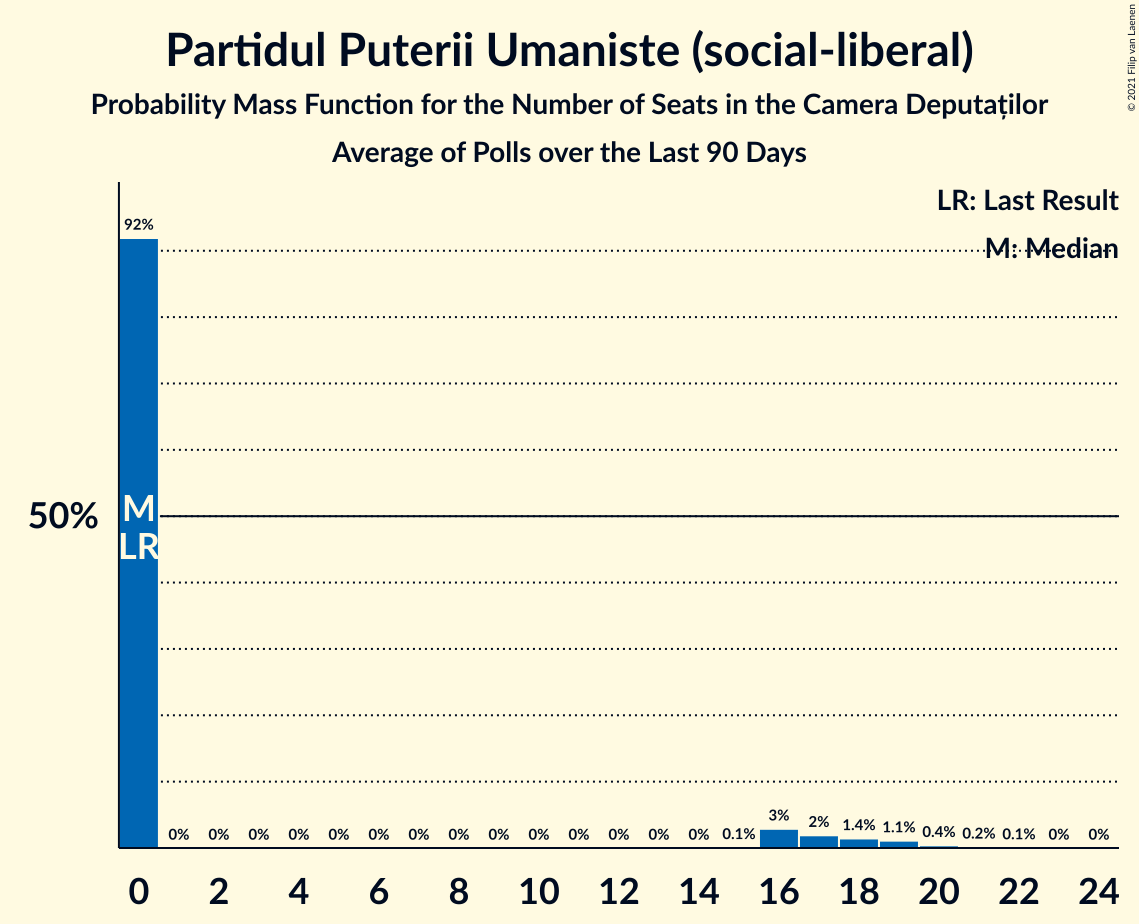 Partidul Puterii Umaniste (social-liberal)
Probability Mass Function for the Number of Seats in the Camera Deputaților
Average of Polls over the Last 90 Days
© 2021 Filip van Laenen
LR: Last Result
M: Median
92%
50%
M
LR
0% 0% 0% 0% 0% 0% 0% 0% 0% 0% 0% 0% 0% 0% 0.1% 3% 2% 1.4% 1.1% 0.4% 0.2% 0.1% 0% 0%
0 2 4 6 8 10 12 14 16 18 20 22 24